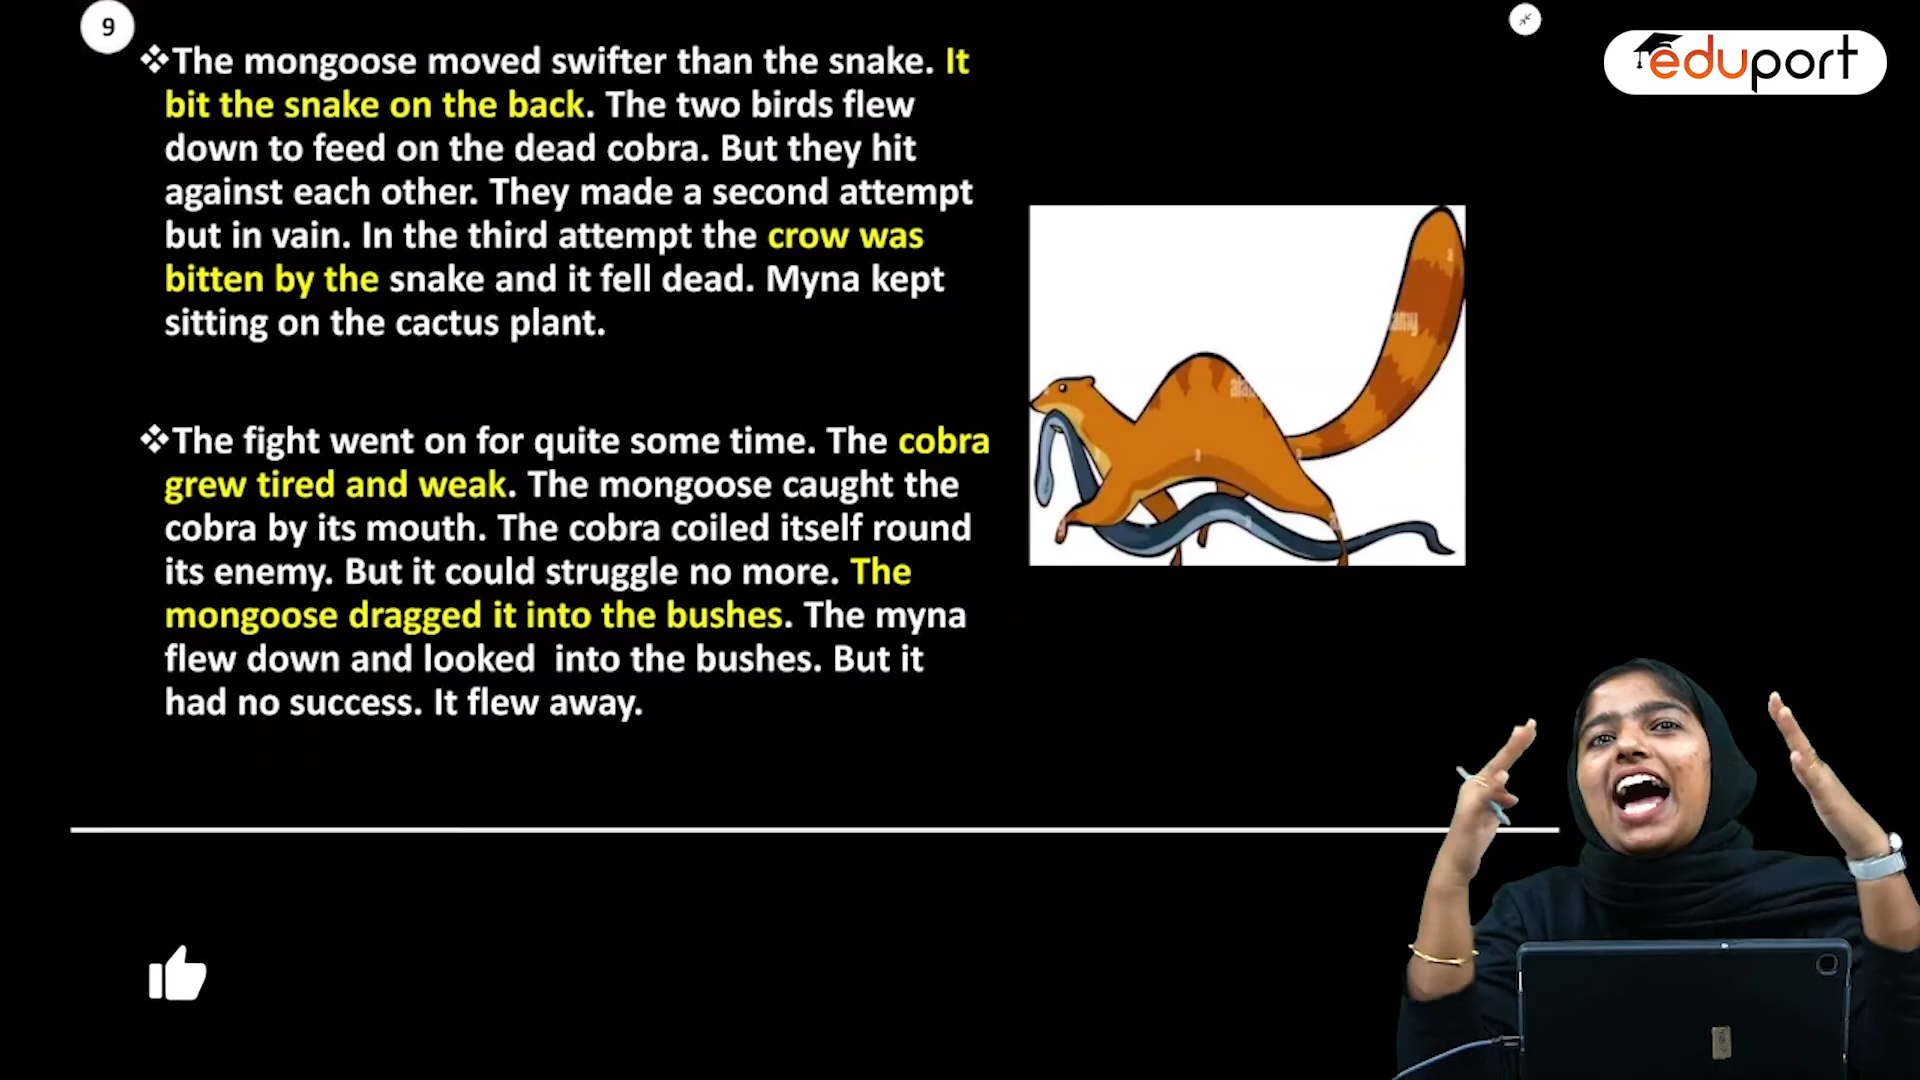 9
eduport
❖The mongoose moved swifter than the snake. It
bit the snake on the back. The two birds flew
down to feed on the dead cobra. But they hit
against each other. They made a second attempt
but in vain. In the third attempt the crow was
bitten by the snake and it fell dead. Myna kept
sitting on the cactus plant.
❖The fight went on for quite some time. The cobra
grew tired and weak. The mongoose caught the
cobra by its mouth. The cobra coiled itself round
its enemy. But it could struggle no more. The
mongoose dragged it into the bushes. The myna
flew down and looked  into the bushes. But it
had no success. It flew away.